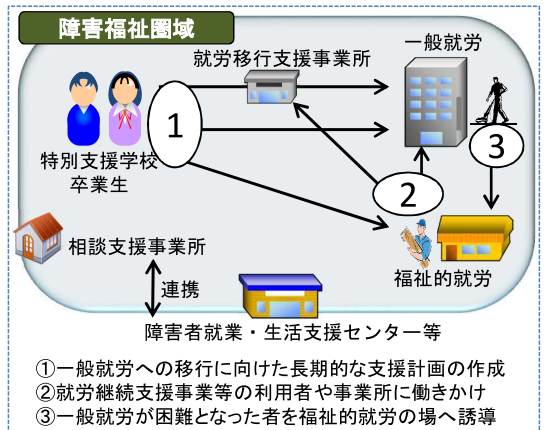 障害福祉圏域
一般就労
就労移行支援事業所
1
3
特別支援学校
卒業生
2
相談支援事業所
福祉的就労
連携
障害者就業・生活支援センター等
①一般就労への移行に向けた長期的な支援計画の作成
②就労継続支援事業等の利用者や事業所に働きかけ
③一般就労が困難となった者を福祉的就労の場へ誘導